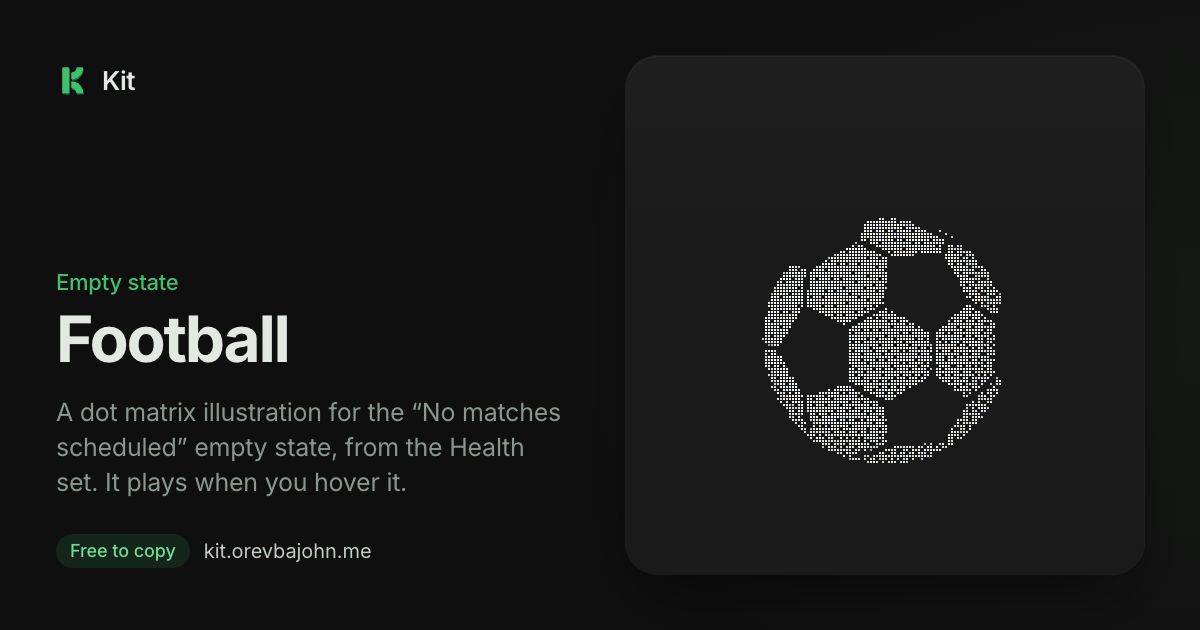 Kit
Empty state
Football
A dot matrix illustration for the “No matches
scheduled” empty state, from the Health
set. It plays when you hover it.
Free to copy
kit.orevbajohn.me